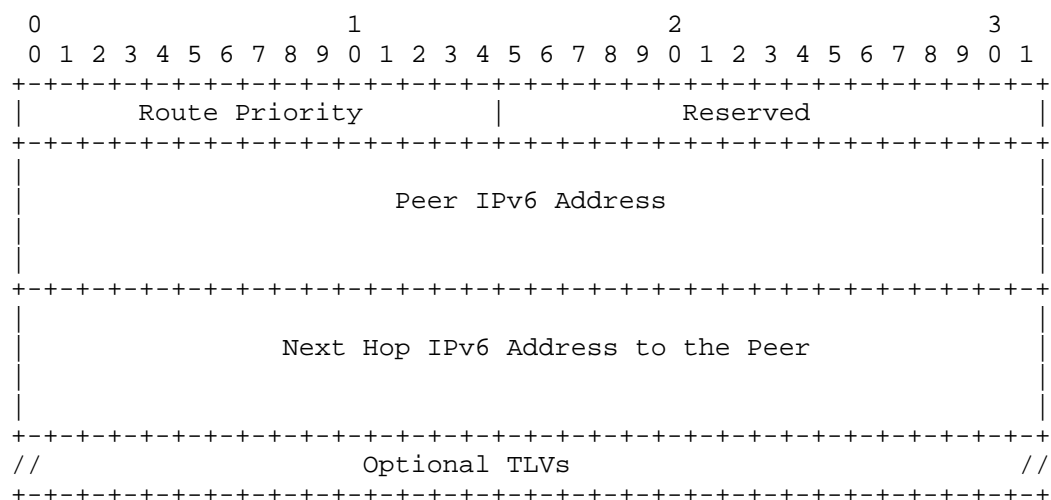 0                   1                   2                   3
 0 1 2 3 4 5 6 7 8 9 0 1 2 3 4 5 6 7 8 9 0 1 2 3 4 5 6 7 8 9 0 1
+-+-+-+-+-+-+-+-+-+-+-+-+-+-+-+-+-+-+-+-+-+-+-+-+-+-+-+-+-+-+-+-+
|       Route Priority        |           Reserved              |
+-+-+-+-+-+-+-+-+-+-+-+-+-+-+-+-+-+-+-+-+-+-+-+-+-+-+-+-+-+-+-+-+
|                                                               |
|                       Peer IPv6 Address                       |
|                                                               |
|                                                               |
+-+-+-+-+-+-+-+-+-+-+-+-+-+-+-+-+-+-+-+-+-+-+-+-+-+-+-+-+-+-+-+-+
|                                                               |
|                Next Hop IPv6 Address to the Peer              |
|                                                               |
|                                                               |
+-+-+-+-+-+-+-+-+-+-+-+-+-+-+-+-+-+-+-+-+-+-+-+-+-+-+-+-+-+-+-+-+
//                    Optional TLVs                            //
+-+-+-+-+-+-+-+-+-+-+-+-+-+-+-+-+-+-+-+-+-+-+-+-+-+-+-+-+-+-+-+-+